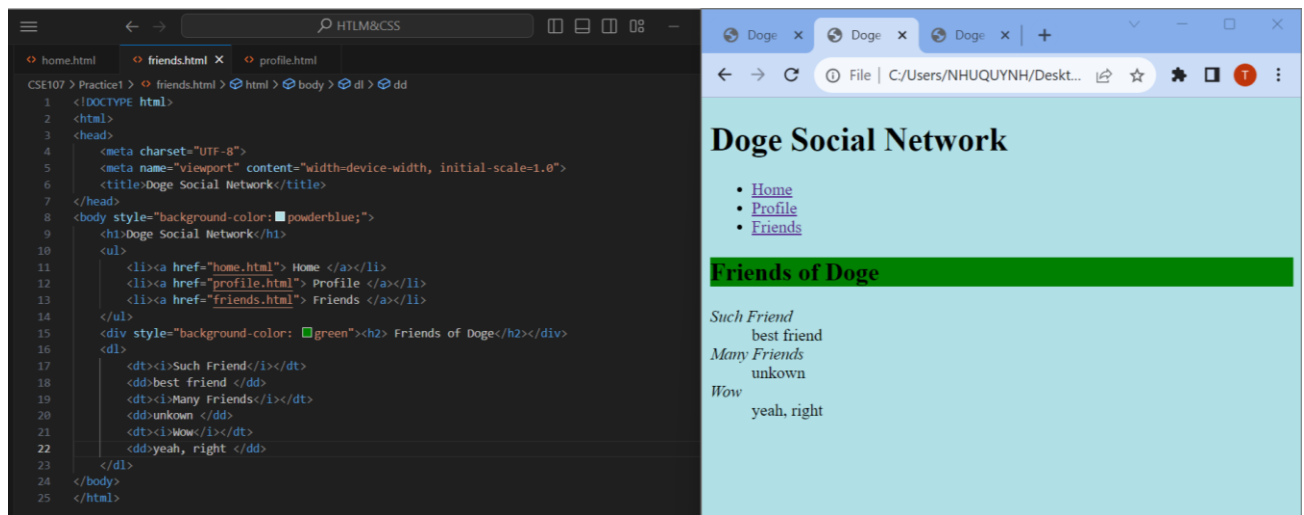 HTLM&CSS
home.html
friends.html
profile.html
CSE107 > Practice1 > friends.html > html > body > dl > dd
1 <!DOCTYPE html>
2 <html>
3 <head>
4 <meta charset="UTF-8">
5 <meta name="viewport" content="width=device-width, initial-scale=1.0">
6 <title>Doge Social Network</title>
7 </head>
8 <body style="background-color: powderblue;">
9 <h1>Doge Social Network</h1>
10 <ul>
11 <li><a href="home.html"> Home </a></li>
12 <li><a href="profile.html"> Profile </a></li>
13 <li><a href="friends.html"> Friends </a></li>
14 </ul>
15 <div style="background-color: green"><h2> Friends of Doge</h2></div>
16 <dl>
17 <dt><i>Such Friend</i></dt>
18 <dd>best friend </dd>
19 <dt><i>Many Friends</i></dt>
20 <dd>unkown </dd>
21 <dt><i>Wow</i></dt>
22 <dd>yeah, right </dd>
23 </dl>
24 </body>
25 </html>
Doge
Doge
Doge
File | C:/Users/NHUQUYNH/Deskt...
T
Doge Social Network
Home
Profile
Friends
Friends of Doge
Such Friend
best friend
Many Friends
unkown
Wow
yeah, right